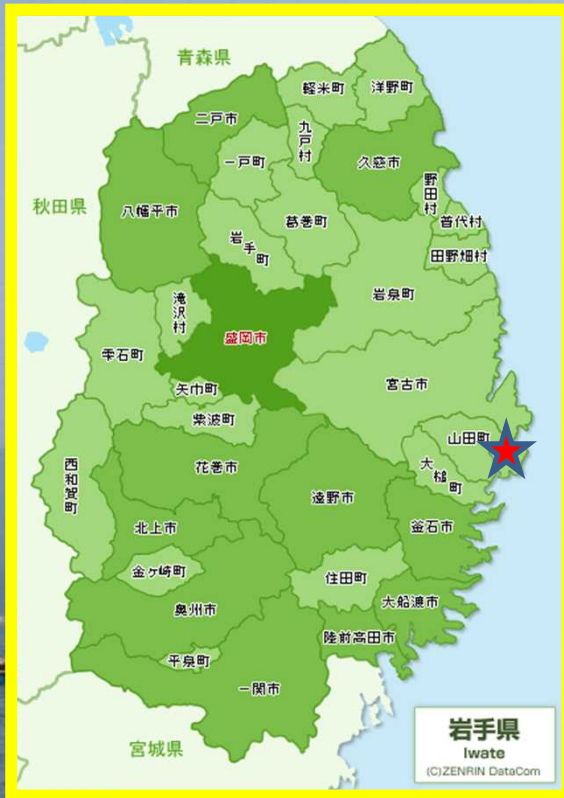 青森県
軽米町
洋野町
二戸市
九戸村
一戸町
久慈市
野田村
秋田県
八幡平市
葛巻町
普代村
岩手町
田野畑村
滝沢村
岩泉町
盛岡市
雫石町
宮古市
矢巾町
紫波町
山田町
西和賀町
花巻市
大槌町
遠野市
北上市
釜石市
金ヶ崎町
住田町
大船渡市
奥州市
陸前高田市
平泉町
一関市
宮城県
岩手県
Iwate
(C)ZENRIN DataCom